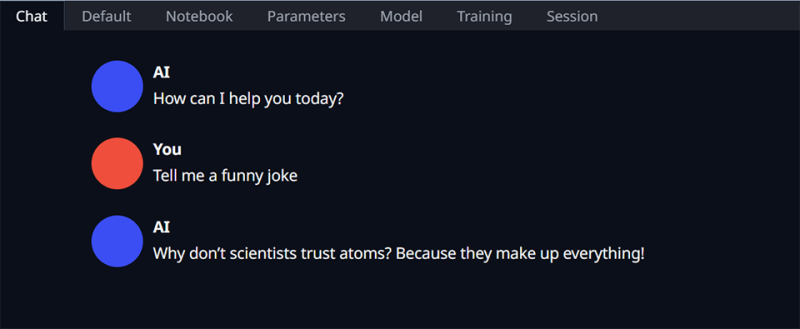 Chat Default Notebook Parameters Model Training Session
AI
How can I help you today?
You
Tell me a funny joke
AI
Why don’t scientists trust atoms? Because they make up everything!